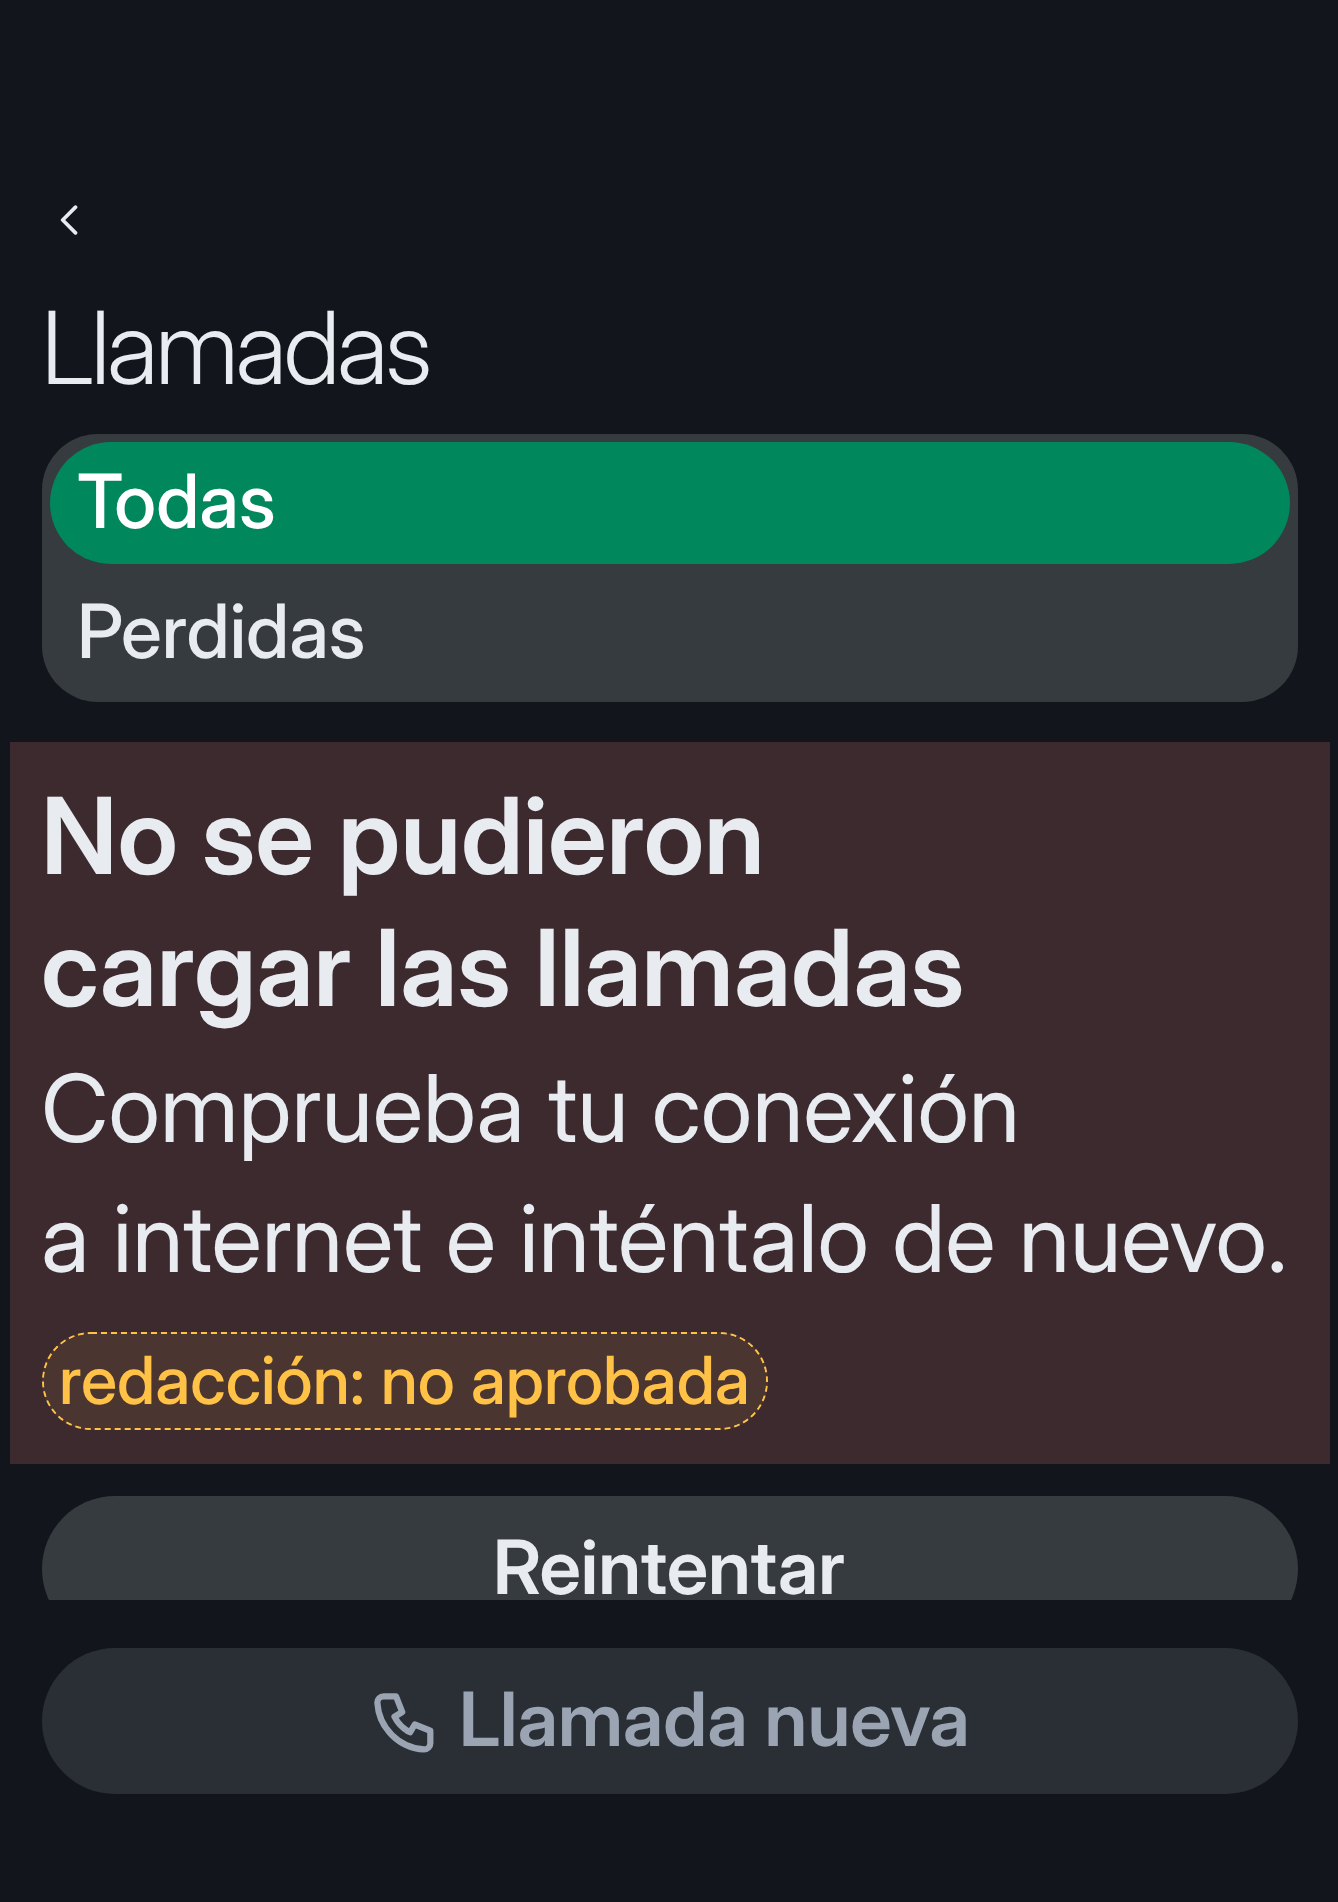 Llamadas
Todas
Perdidas
No se pudieron
cargar las llamadas
Comprueba tu conexión
a internet e inténtalo de nuevo.
redacción: no aprobada
Reintentar
Llamada nueva